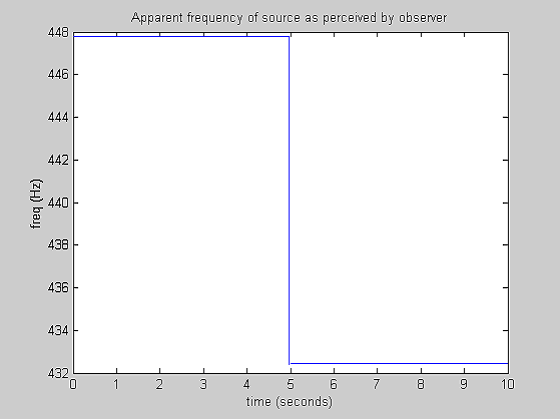 Apparent frequency of source as perceived by observer
448
446
444
442
440
438
436
434
432
freq (Hz)
0 1 2 3 4 5 6 7 8 9 10
time (seconds)